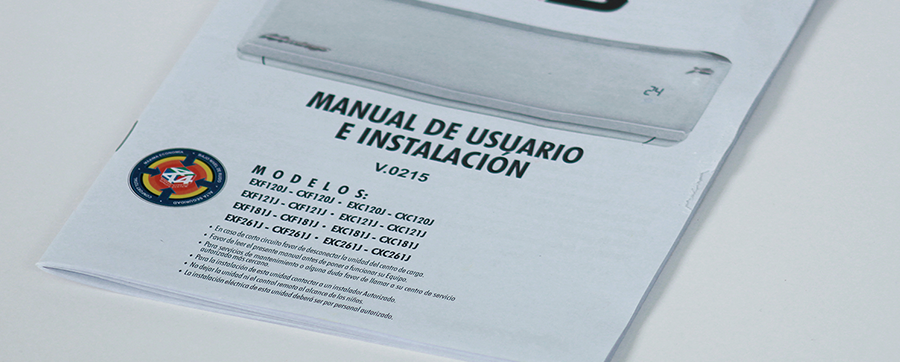 24
MANUAL DE USUARIO
E INSTALACIÓN
V.0215
MODELOS:
EXF120J - CXF120J • EXC120J - CXC120J
EXF121J - CXF121J • EXC121J - CXC121J
EXF181J - CXF181J • EXC181J - CXC181J
EXF261J - CXF261J • EXC261J - CXC261J
• En caso de corto circuito favor de desconectar la unidad del centro de carga.
• Favor de leer el presente manual antes de poner a funcionar su Equipo
• Para servicios de mantenimiento o alguna duda favor de llamar a su centro de servicio
autorizado más cercano.
• Para la instalación de esta unidad contactar a un instalador Autorizado.
• No dejar la unidad ni el control remoto al alcance de los niños.
• La instalación eléctrica de esta unidad deberá ser por personal autorizado.